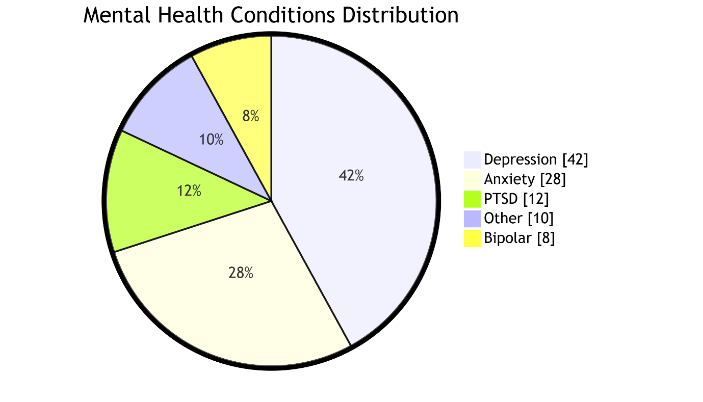 Mental Health Conditions Distribution
8%
10%
42%
12%
28%
Depression [42]
Anxiety [28]
PTSD [12]
Other [10]
Bipolar [8]